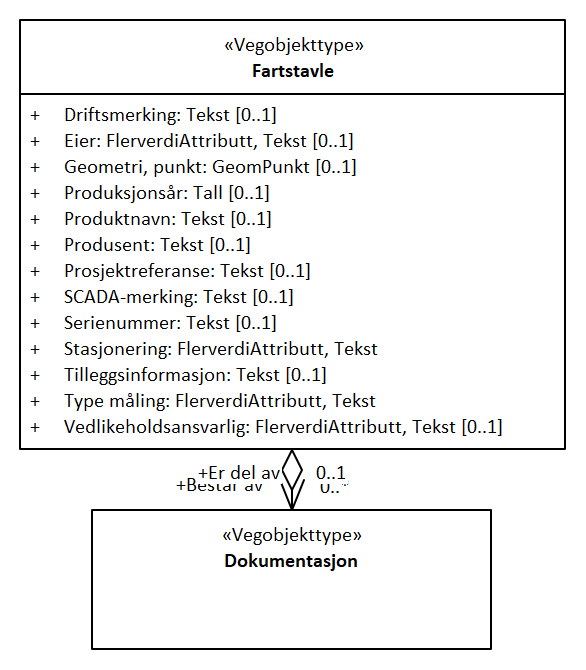 «Vegobjekttype»
Fartstavle
+ Driftsmerking: Tekst [0..1]
+ Eier: FlerverdiAttributt, Tekst [0..1]
+ Geometri, punkt: GeomPunkt [0..1]
+ Produksjonsår: Tall [0..1]
+ Produktnavn: Tekst [0..1]
+ Produsent: Tekst [0..1]
+ Prosjektreferanse: Tekst [0..1]
+ SCADA-merking: Tekst [0..1]
+ Serienummer: Tekst [0..1]
+ Stasjonering: FlerverdiAttributt, Tekst
+ Tilleggsinformasjon: Tekst [0..1]
+ Type måling: FlerverdiAttributt, Tekst
+ Vedlikeholdsansvarlig: FlerverdiAttributt, Tekst [0..1]
+Er del av 0..1
+Består av 0..*
«Vegobjekttype»
Dokumentasjon